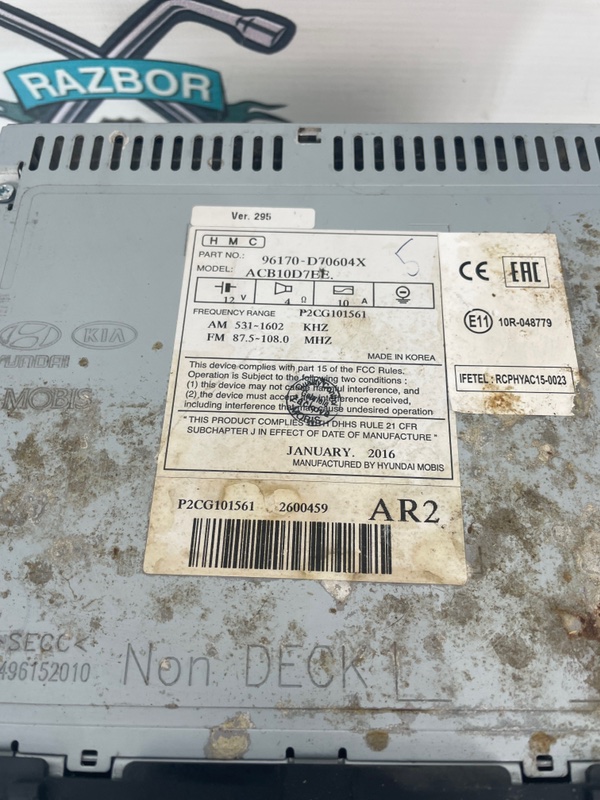 RAZBOR
Ver. 295
HMC
PART NO.: 96170-D70604X
MODEL: ACB10D7EE.
12 V 4 Ω 10 A
FREQUENCY RANGE P2CG101561
AM 531-1602 KHZ
FM 87.5-108.0 MHZ
MADE IN KOREA
This device complies with part 15 of the FCC Rules.
Operation is Subject to the following two conditions :
(1) this device may not cause harmful interference, and
(2) the device must accept any interference received,
including interference that may cause undesired operation
"THIS PRODUCT COMPLIES WITH DHHS RULE 21 CFR
SUBCHAPTER J IN EFFECT OF DATE OF MANUFACTURE"
JANUARY. 2016
MANUFACTURED BY HYUNDAI MOBIS
P2CG101561 2600459 AR2
5
CE EAC
E11 10R-048779
IFETEL : RCPHYAC15-0023
HYUNDAI KIA
>SECC<
496152010
Non DECK L